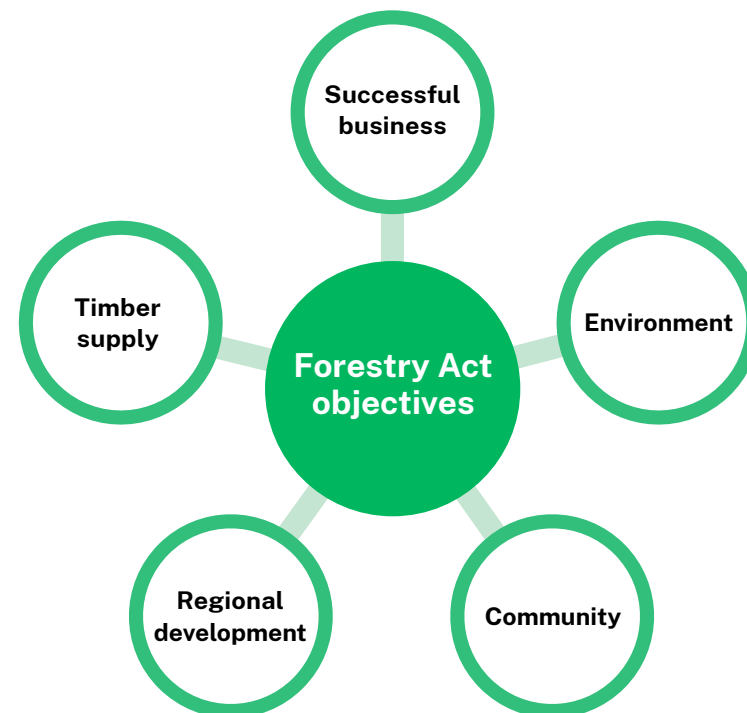 Successful
business
Timber
supply
Environment
Forestry Act
objectives
Regional
development
Community